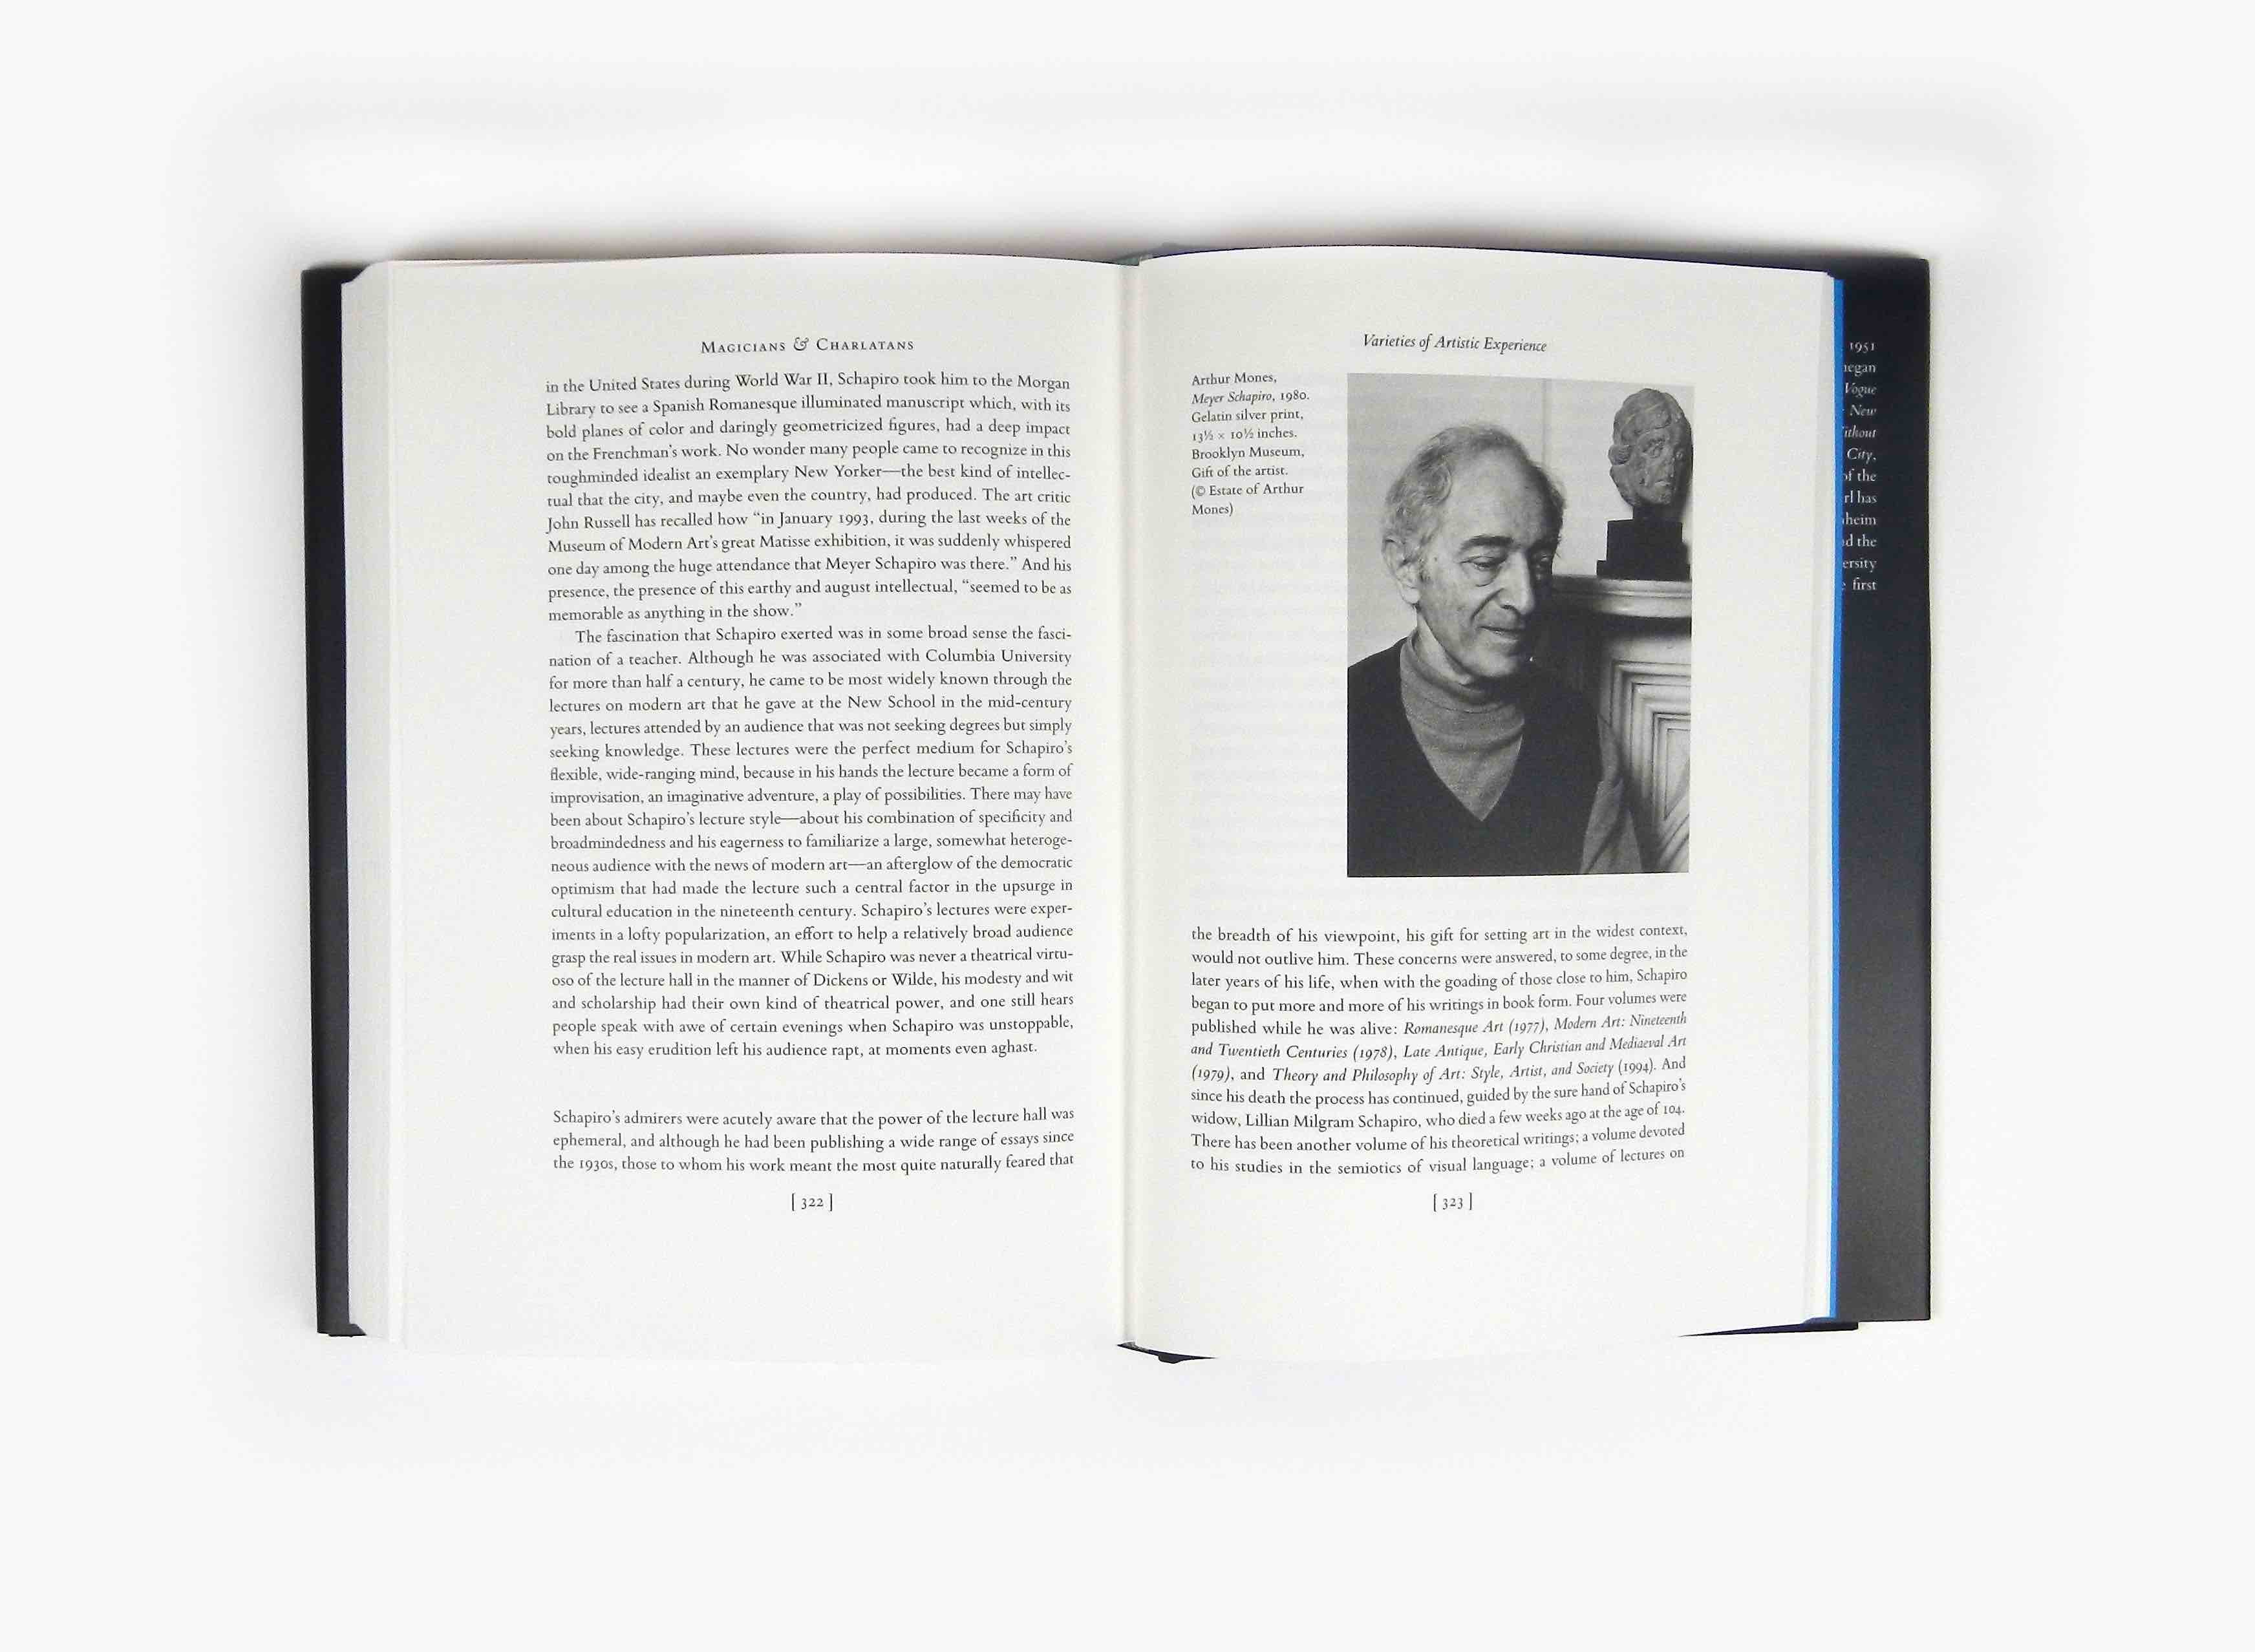 MAGICIANS & CHARLATANS
in the United States during World War II, Schapiro took him to the Morgan
Library to see a Spanish Romanesque illuminated manuscript which, with its
bold planes of color and daringly geometricized figures, had a deep impact
on the Frenchman's work. No wonder many people came to recognize in this
toughminded idealist an exemplary New Yorker—the best kind of intellec-
tual that the city, and maybe even the country, had produced. The art critic
John Russell has recalled how “in January 1993, during the last weeks of the
Museum of Modern Art's great Matisse exhibition, it was suddenly whispered
one day among the huge attendance that Meyer Schapiro was there.” And his
presence, the presence of this earthy and august intellectual, “seemed to be as
memorable as anything in the show.”
The fascination that Schapiro exerted was in some broad sense the fasci-
nation of a teacher. Although he was associated with Columbia University
for more than half a century, he came to be most widely known through the
lectures on modern art that he gave at the New School in the mid-century
years, lectures attended by an audience that was not seeking degrees but simply
seeking knowledge. These lectures were the perfect medium for Schapiro's
flexible, wide-ranging mind, because in his hands the lecture became a form of
improvisation, an imaginative adventure, a play of possibilities. There may have
been about Schapiro's lecture style—about his combination of specificity and
broadmindedness and his eagerness to familiarize a large, somewhat heteroge-
neous audience with the news of modern art—an afterglow of the democratic
optimism that had made the lecture such a central factor in the upsurge in
cultural education in the nineteenth century. Schapiro's lectures were exper-
iments in a lofty popularization, an effort to help a relatively broad audience
grasp the real issues in modern art. While Schapiro was never a theatrical virtu-
oso of the lecture hall in the manner of Dickens or Wilde, his modesty and wit
and scholarship had their own kind of theatrical power, and one still hears
people speak with awe of certain evenings when Schapiro was unstoppable,
when his easy erudition left his audience rapt, at moments even aghast.
Schapiro's admirers were acutely aware that the power of the lecture hall was
ephemeral, and although he had been publishing a wide range of essays since
the 1930s, those to whom his work meant the most quite naturally feared that
[ 322 ]
Varieties of Artistic Experience
Arthur Mones,
Meyer Schapiro, 1980.
Gelatin silver print,
13½ × 10½ inches.
Brooklyn Museum,
Gift of the artist.
(© Estate of Arthur
Mones)
the breadth of his viewpoint, his gift for setting art in the widest context,
would not outlive him. These concerns were answered, to some degree, in the
later years of his life, when with the goading of those close to him, Schapiro
began to put more and more of his writings in book form. Four volumes were
published while he was alive: Romanesque Art (1977), Modern Art: Nineteenth
and Twentieth Centuries (1978), Late Antique, Early Christian and Mediaeval Art
(1979), and Theory and Philosophy of Art: Style, Artist, and Society (1994). And
since his death the process has continued, guided by the sure hand of Schapiro's
widow, Lillian Milgram Schapiro, who died a few weeks ago at the age of 104.
There has been another volume of his theoretical writings; a volume devoted
to his studies in the semiotics of visual language; a volume of lectures on
[ 323 ]
1951
Vogue
New
City,
the
has
the
first